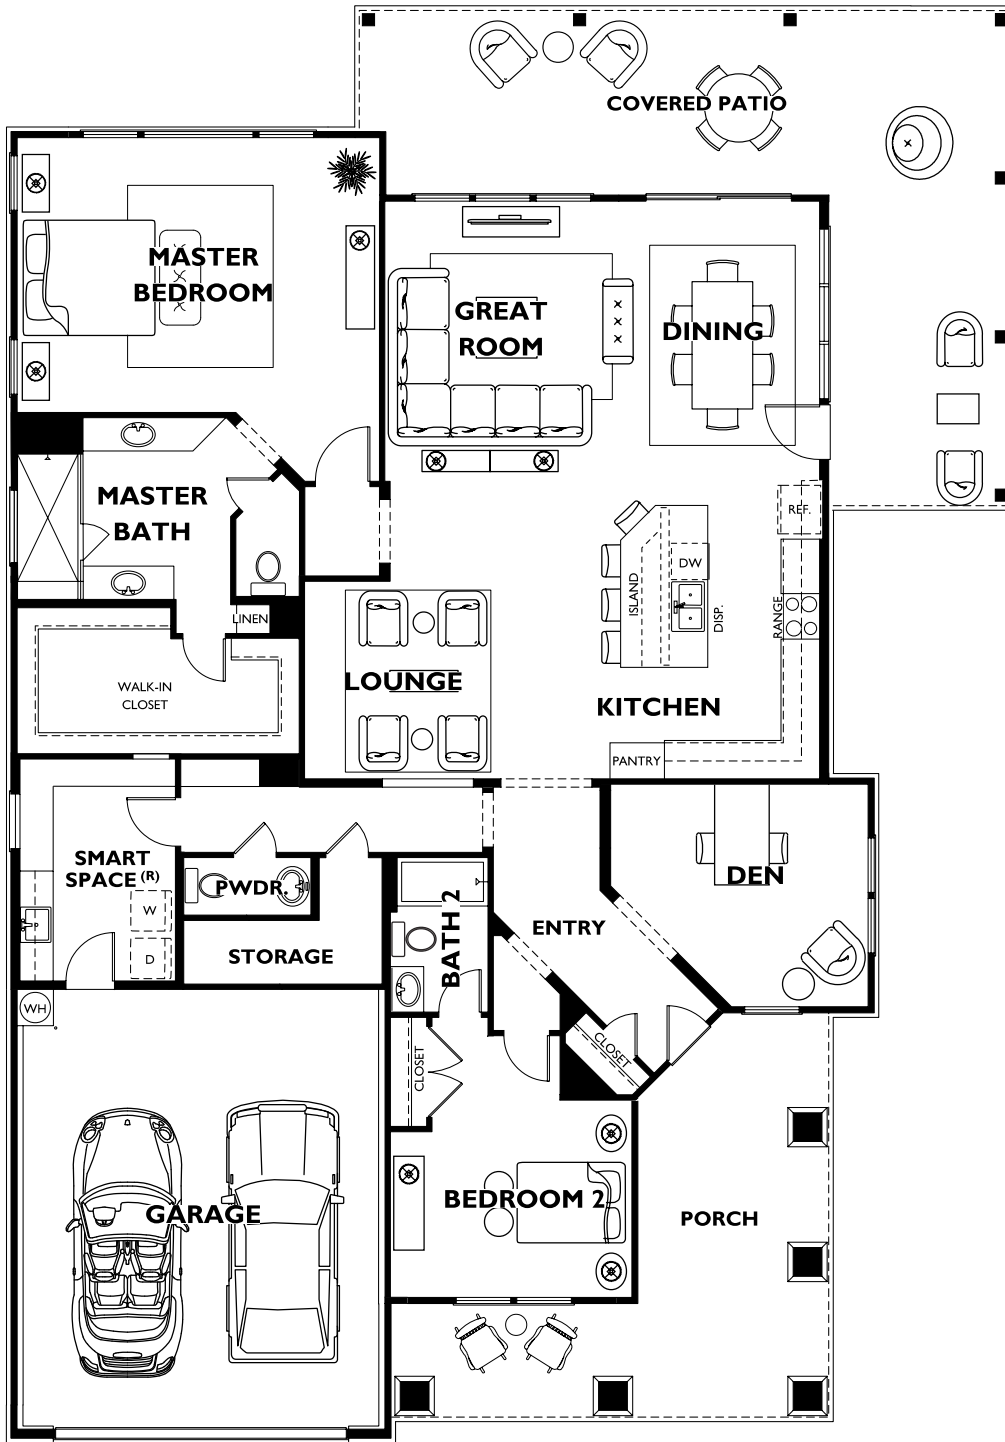 COVERED PATIO
MASTER
BEDROOM
GREAT
ROOM
DINING
MASTER
BATH
REF.
DW
ISLAND
DISP.
RANGE
LINEN
WALK-IN
CLOSET
LOUNGE
KITCHEN
PANTRY
SMART
SPACE (R)
PWDR.
DEN
W
BATH 2
ENTRY
STORAGE
D
WH
CLOSET
CLOSET
GARAGE
BEDROOM 2
PORCH